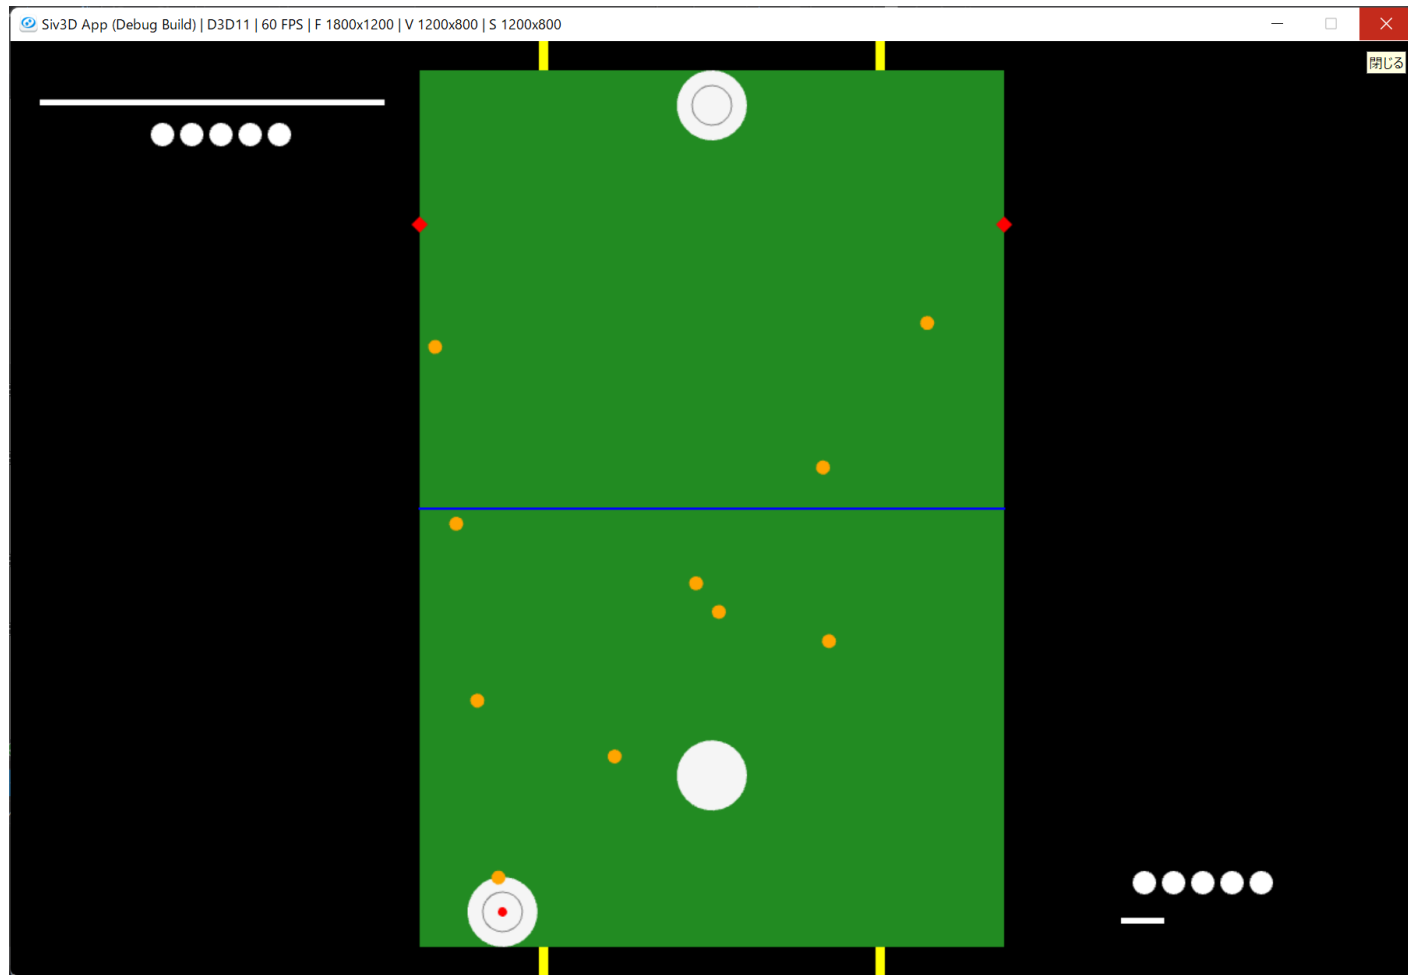 Siv3D App (Debug Build) | D3D11 | 60 FPS | F 1800x1200 | V 1200x800 | S 1200x800
閉じる